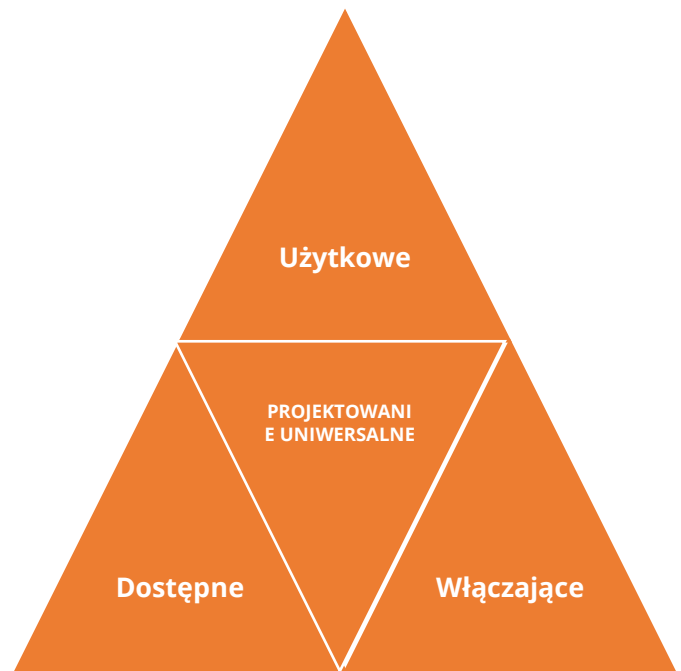 Użytkowe
PROJEKTOWANI
E UNIWERSALNE
Dostępne
Włączające